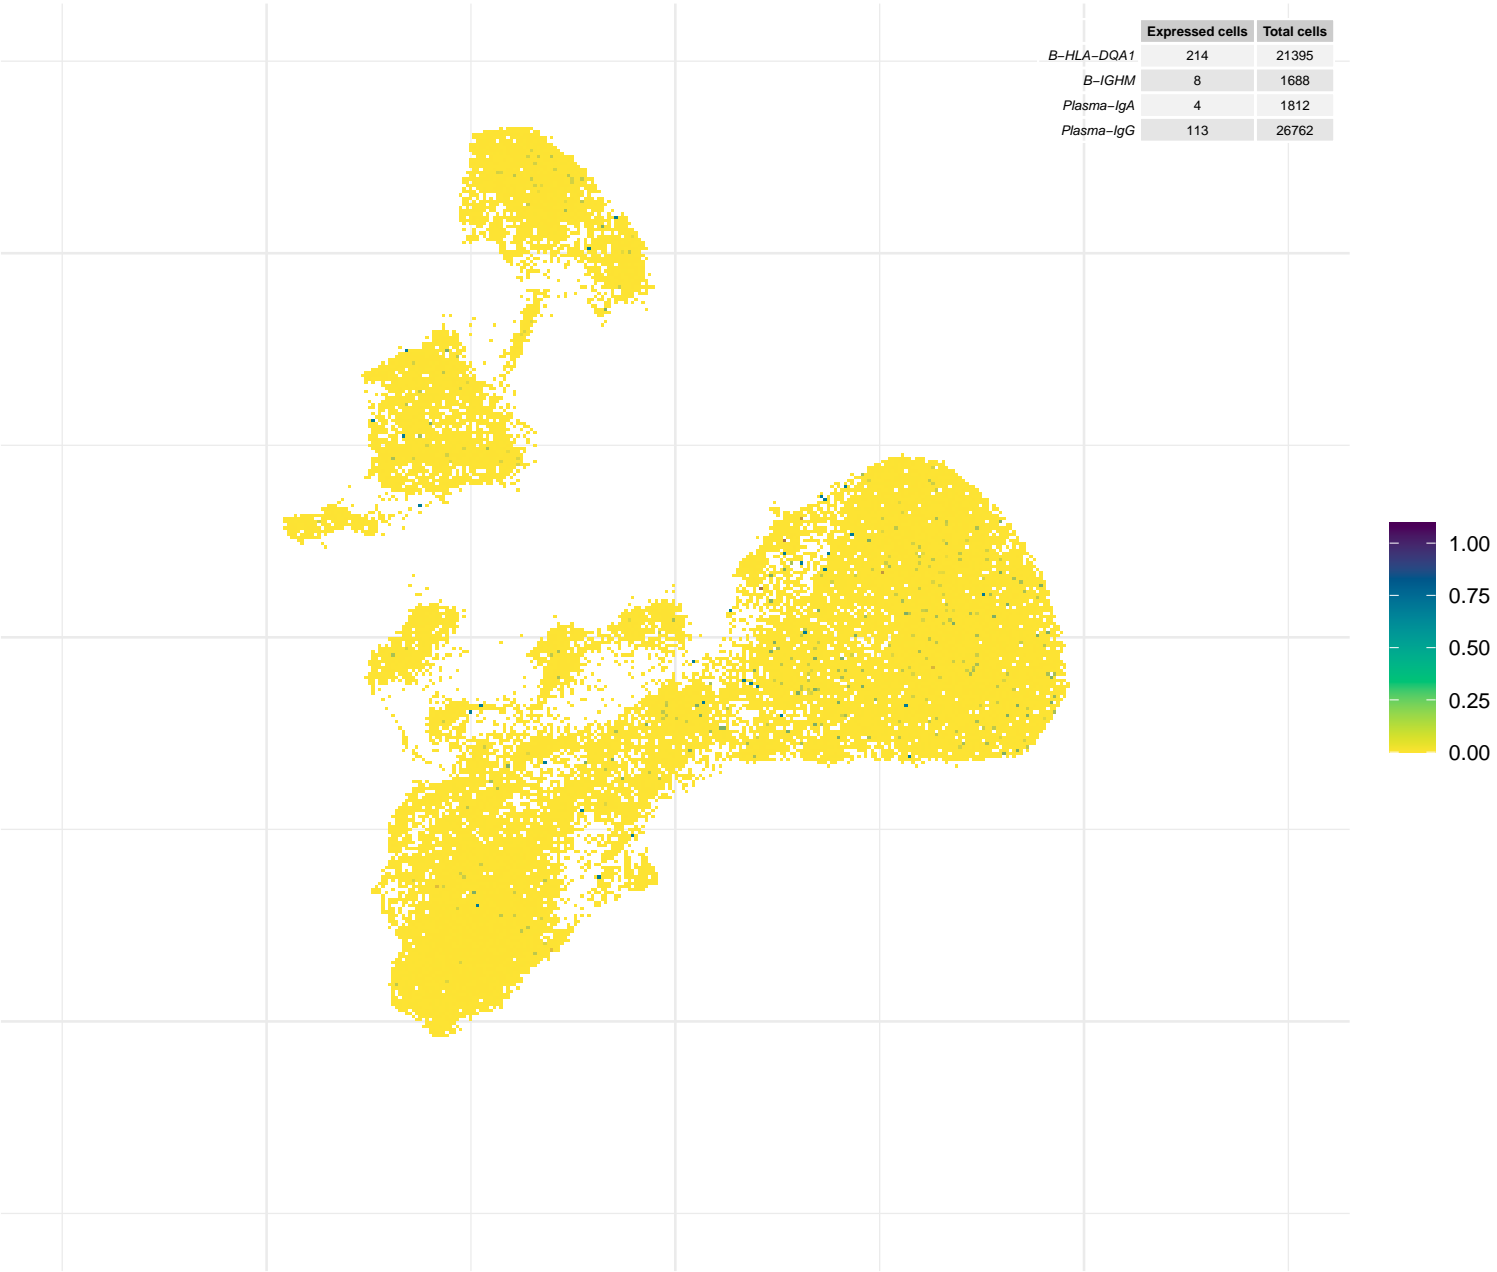 Expressed cells Total cells
B−HLA−DQA1 214 21395
B−IGHM 8 1688
Plasma−IgA 4 1812
Plasma−IgG 113 26762
1.00
0.75
0.50
0.25
0.00